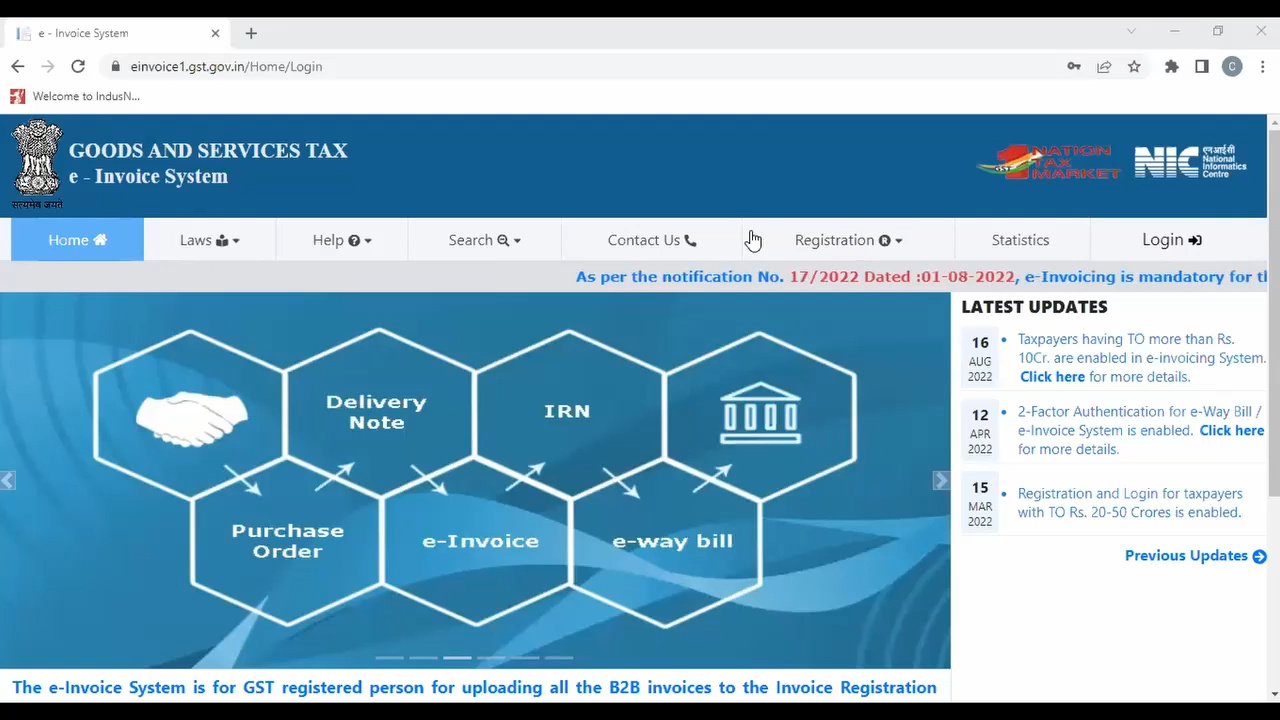 e - Invoice System
einvoice1.gst.gov.in/Home/Login
C
Welcome to IndusN...
GOODS AND SERVICES TAX
e - Invoice System
सत्यमेव जयते
GST
1 NATION
TAX
MARKET
NIC
एनआईसी
National
Informatics
Centre
Home
Laws
Help
Search
Contact Us
Registration
Statistics
Login
As per the notification No. 17/2022 Dated :01-08-2022, e-Invoicing is mandatory for th
Delivery
Note
IRN
Purchase
Order
e-Invoice
e-way bill
LATEST UPDATES
16
AUG
2022
Taxpayers having TO more than Rs.
10Cr. are enabled in e-invoicing System.
Click here for more details.
12
APR
2022
2-Factor Authentication for e-Way Bill /
e-Invoice System is enabled. Click here
for more details.
15
MAR
2022
Registration and Login for taxpayers
with TO Rs. 20-50 Crores is enabled.
Previous Updates
The e-Invoice System is for GST registered person for uploading all the B2B invoices to the Invoice Registration